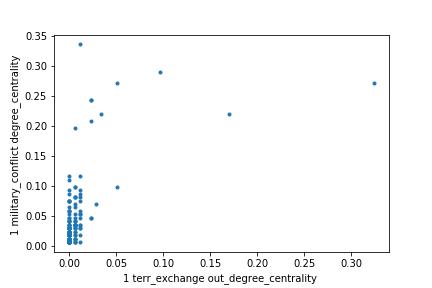 0.35
0.30
0.25
0.20
0.15
0.10
0.05
0.00
1 military_conflict degree_centrality
0.00 0.05 0.10 0.15 0.20 0.25 0.30
1 terr_exchange out_degree_centrality